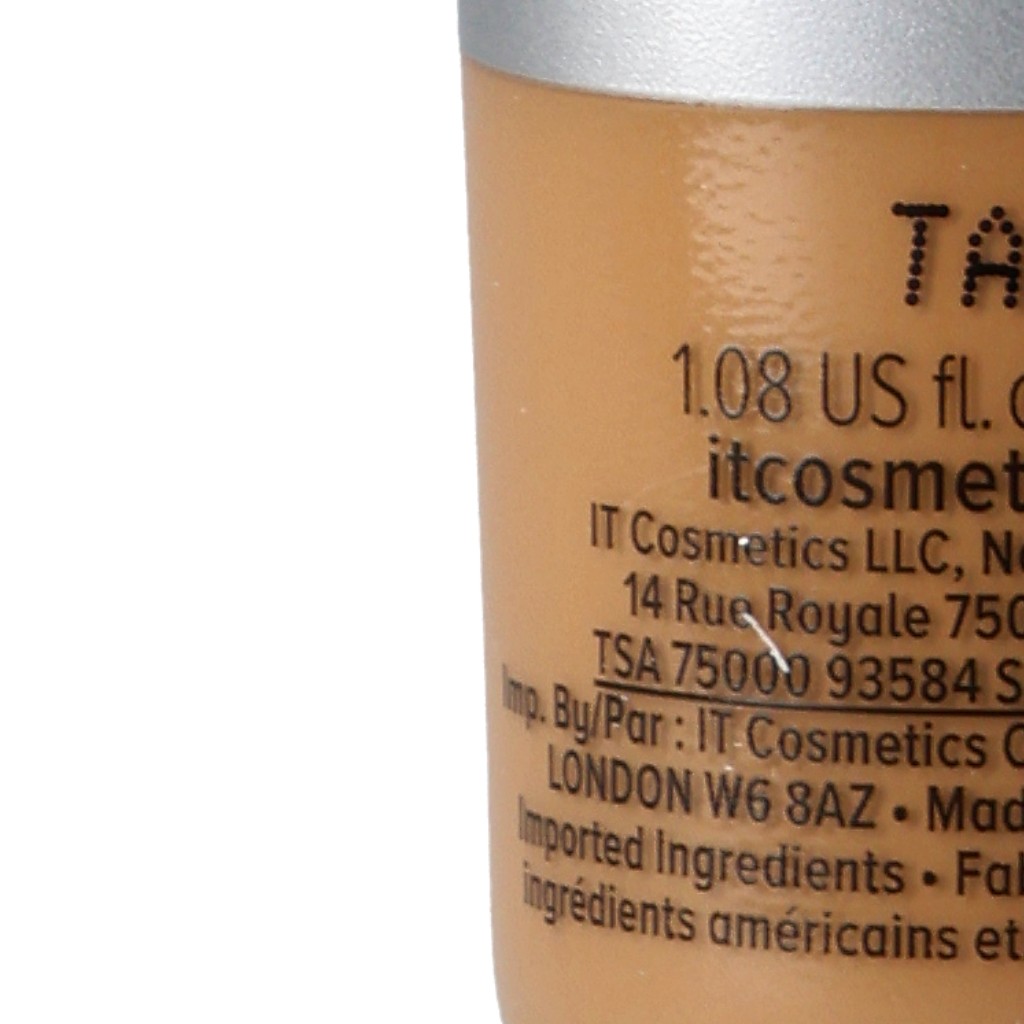 TA
1.08 US fl.
itcosmet
IT Cosmetics LLC, N
14 Rue Royale 750
TSA 75000 93584 S
Imp. By/Par : IT Cosmetics C
LONDON W6 8AZ • Mad
Imported Ingredients • Fal
ingrédients américains et